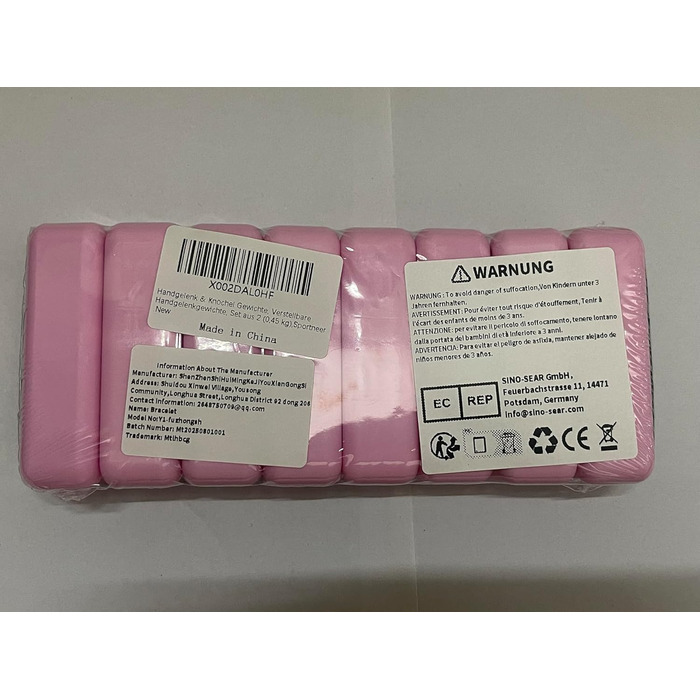 X002DAL0HF
Handgelenk & Knöchel Gewichte, Verstellbare
Handgelenkgewichte, Set aus 2 (0,45 kg),Sportneer
New
Made in China
Information About The Manufacturer
Manufacturer: ShenZhenShiHuiMingKeJiYouXianGongSi
Address: Shuidou Xinwei Village,Yousong
Community,Longhua Street,Longhua District 92 dong 206
Contact Information: 2648750709@qq.com
Name: Bracelet
Model No:Y1-fuzhongsh
Batch Number: Mt20250801001
Trademark: Mtlhbcg
WARNUNG
WARNUNG : To avoid danger of suffocation,Von Kindern unter 3
Jahren fernhalten.
AVERTISSEMENT: Pour éviter tout risque d'étouffement, Tenir à
l'écart des enfants de moins de 3 ans.
ATTENZIONE: per evitare il pericolo di soffocamento, tenere lontano
dalla portata dei bambini di età inferiore a 3 anni.
ADVERTENCIA: Para evitar el peligro de asfixia, mantener alejado de
niños menores de 3 años.
EC REP
SINO-SEAR GmbH,
Feuerbachstrasse 11, 14471
Potsdam, Germany
Info@sino-sear.com
CE